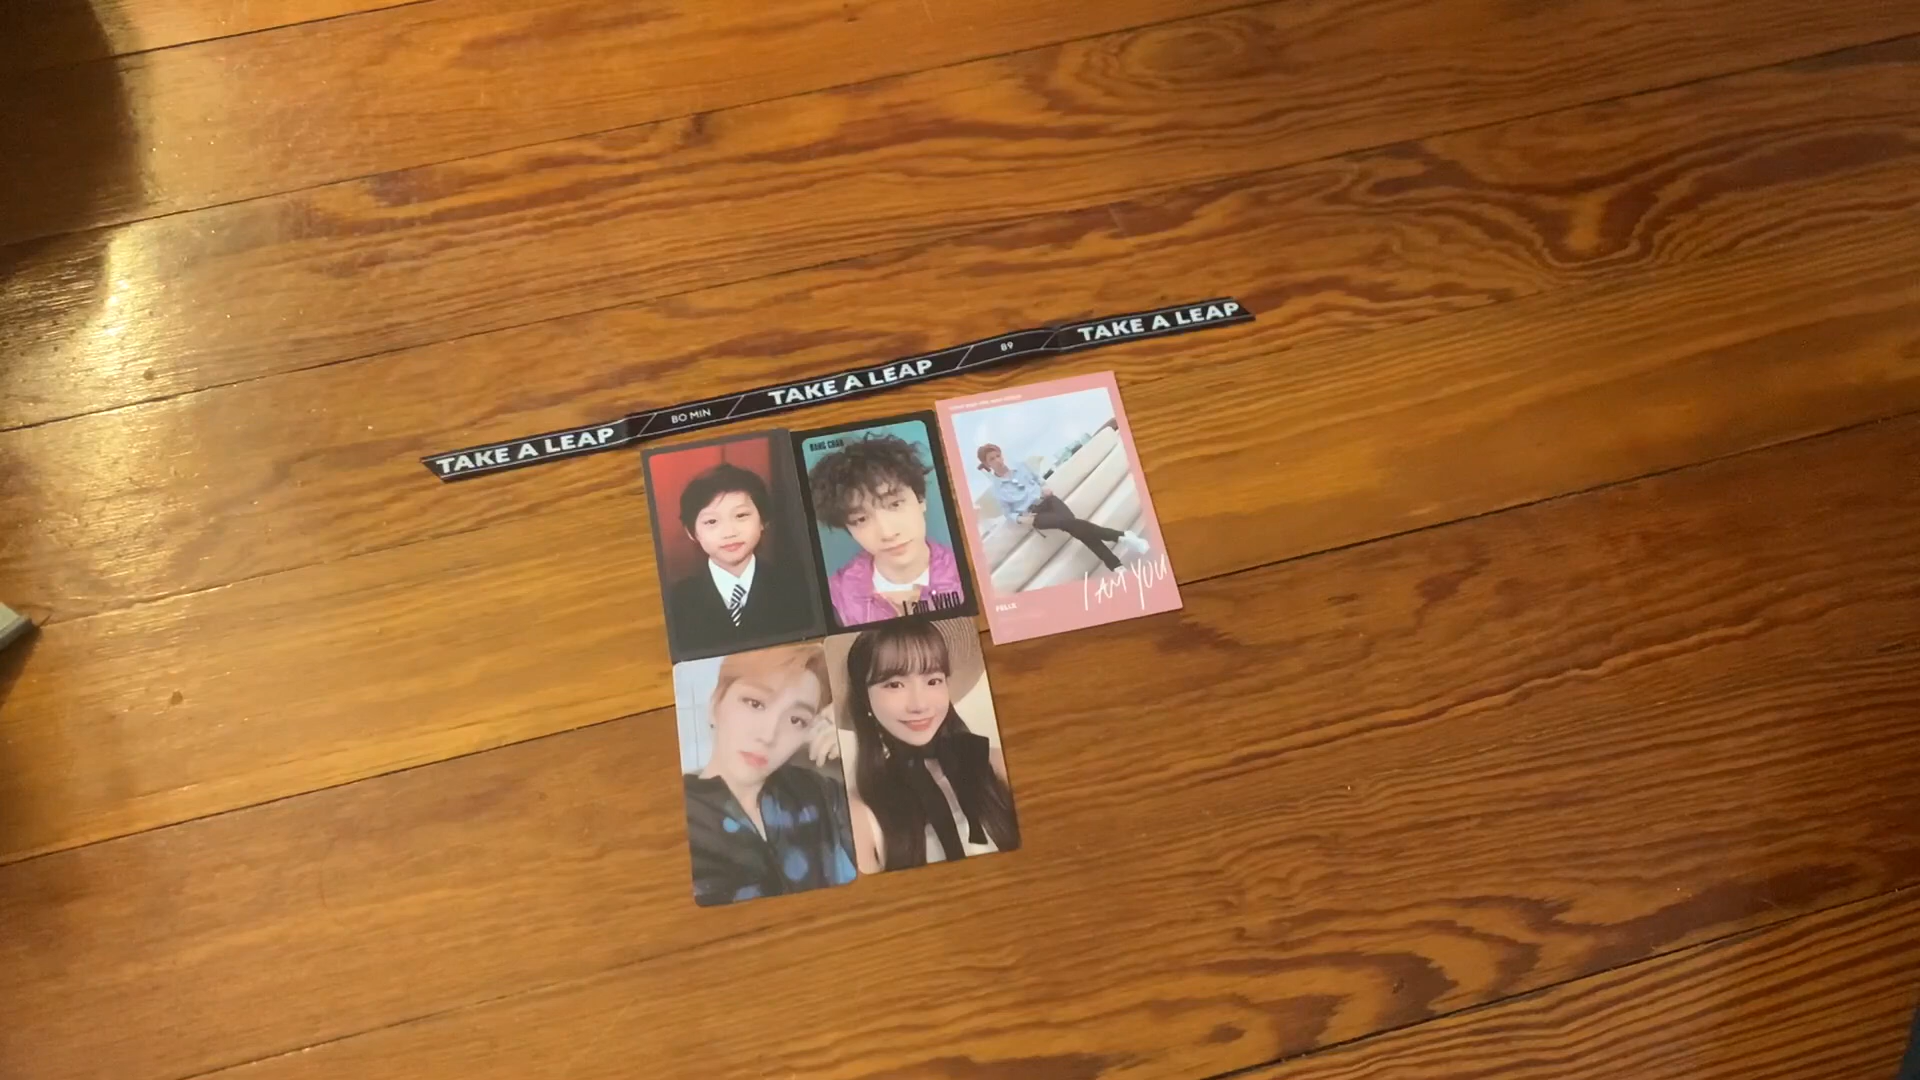 TAKE A LEAP / BO MIN / TAKE A LEAP / 89 / TAKE A LEAP
BANG CHAN
I am WHO
I AM YOU
FELIX